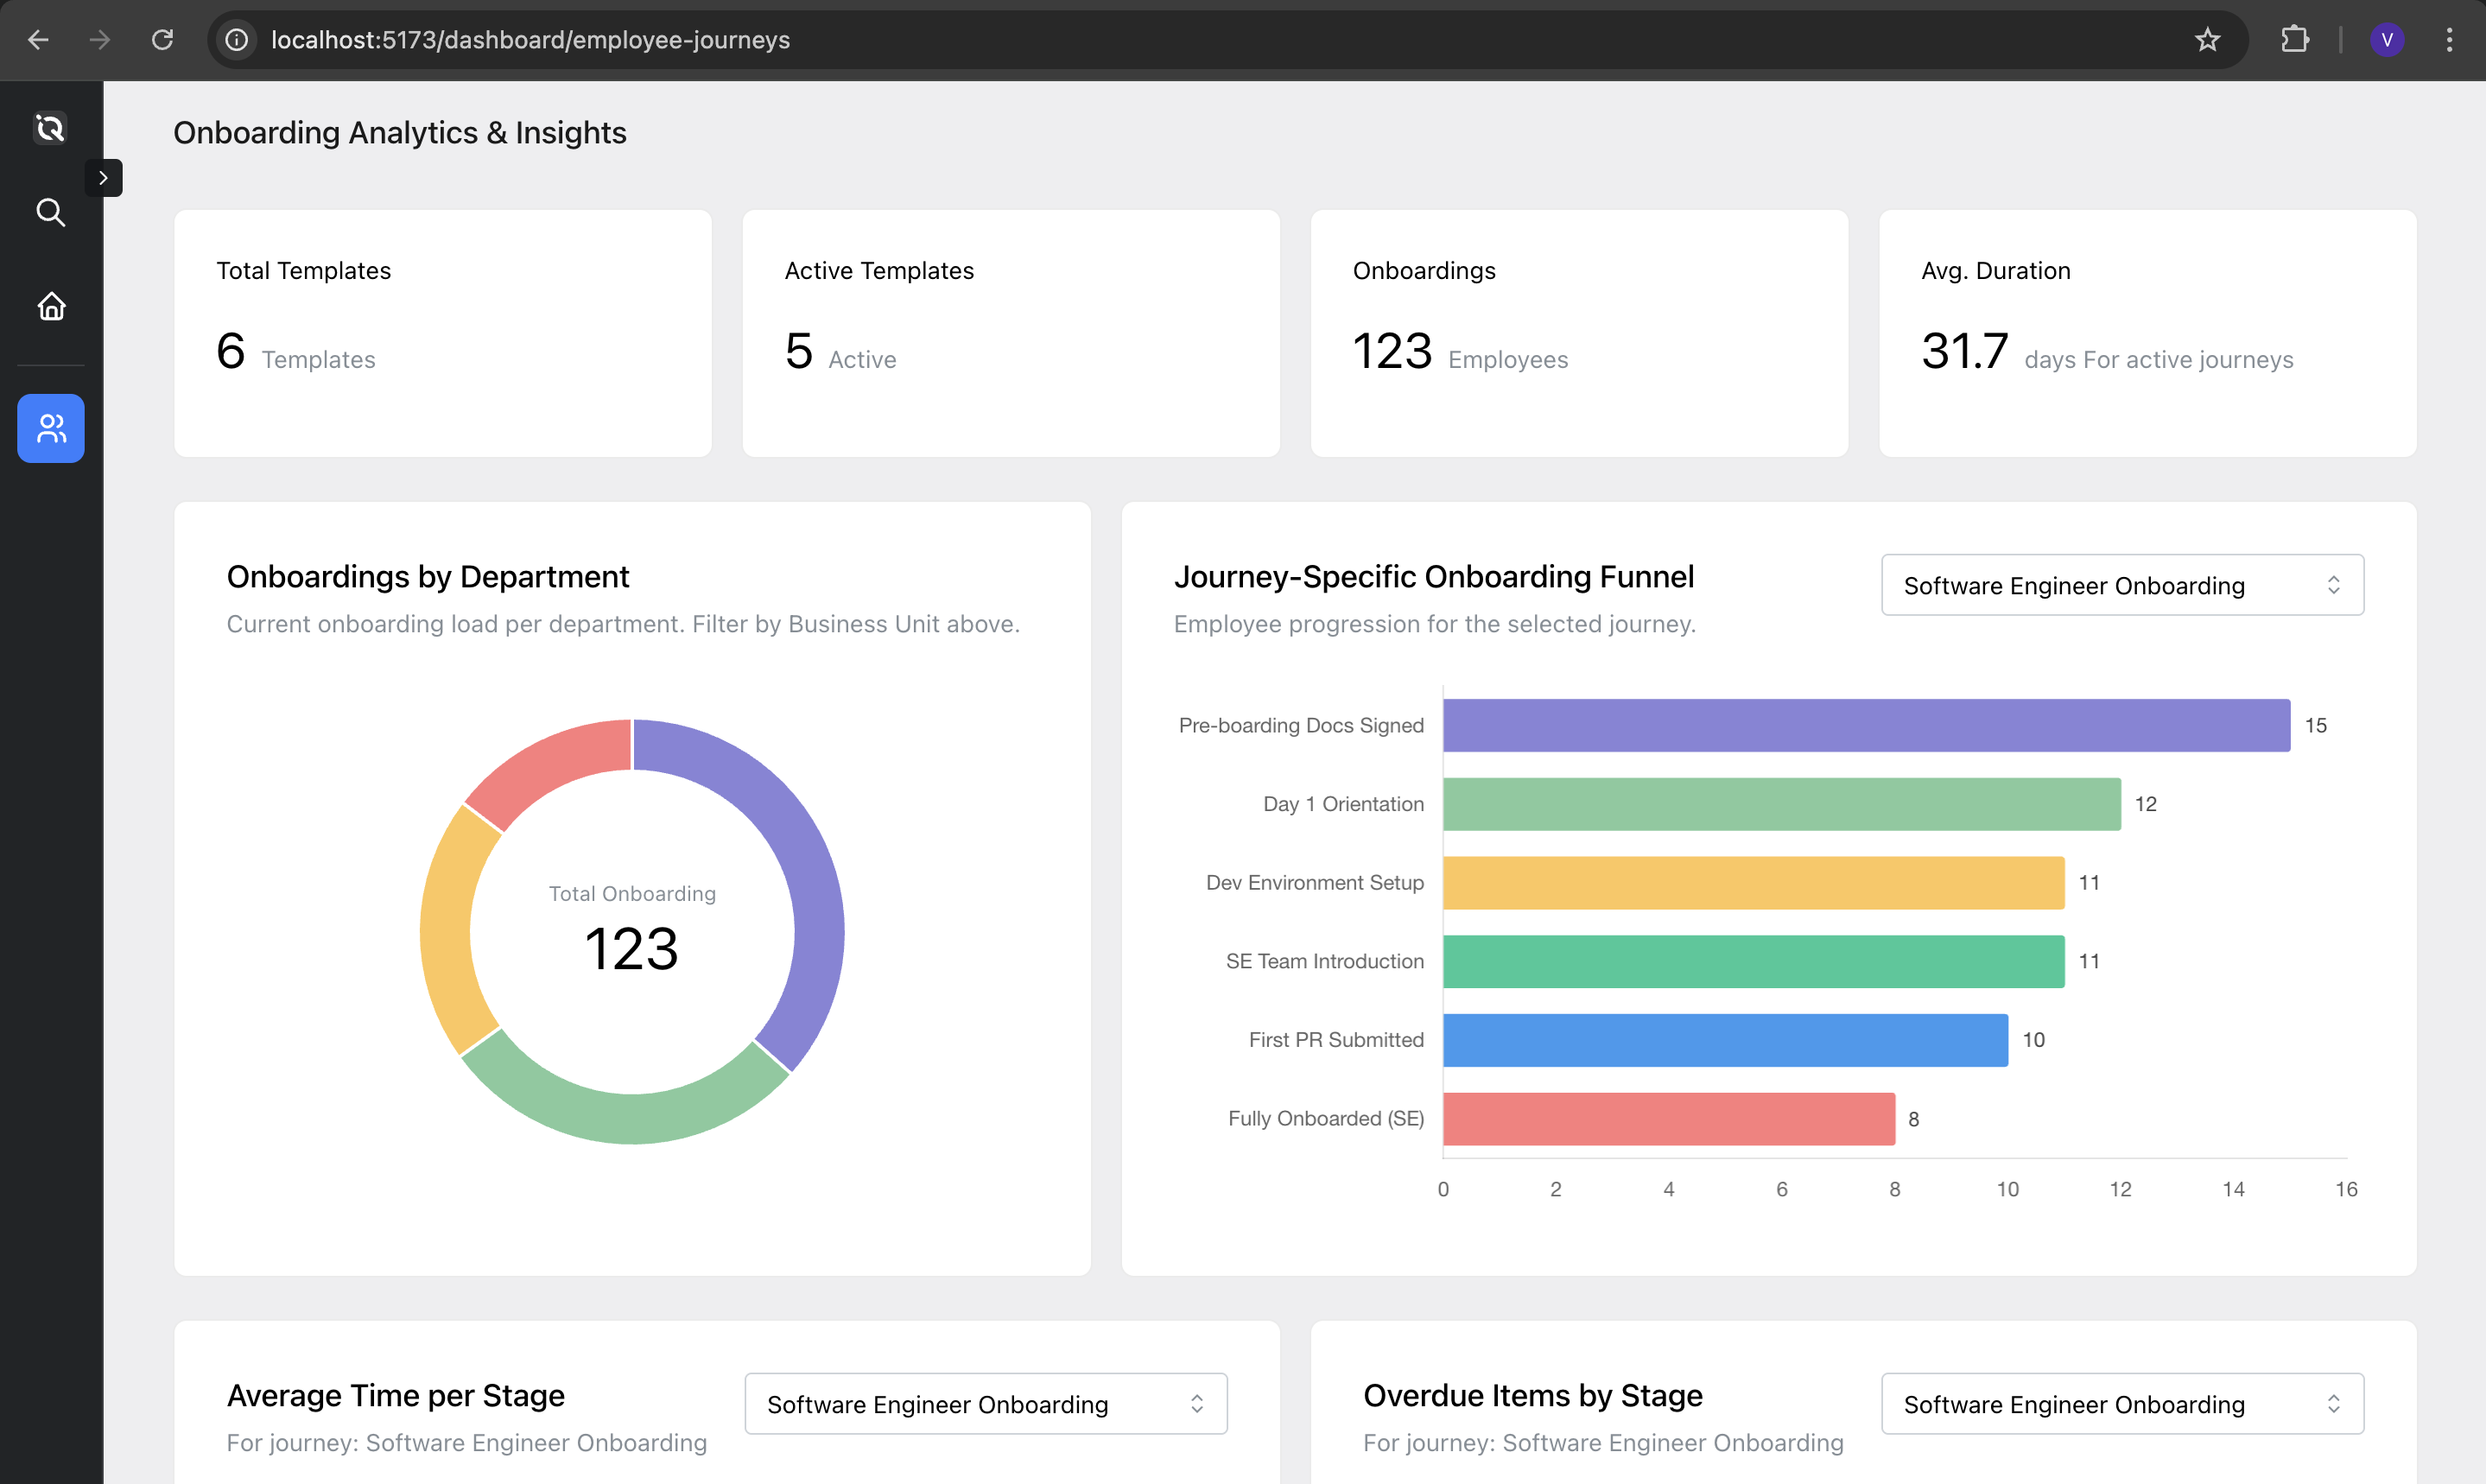 localhost:5173/dashboard/employee-journeys
V
Onboarding Analytics & Insights
Total Templates
6 Templates
Active Templates
5 Active
Onboardings
123 Employees
Avg. Duration
31.7 days For active journeys
Onboardings by Department
Current onboarding load per department. Filter by Business Unit above.
Total Onboarding
123
Journey-Specific Onboarding Funnel
Employee progression for the selected journey.
Software Engineer Onboarding
Pre-boarding Docs Signed 15
Day 1 Orientation 12
Dev Environment Setup 11
SE Team Introduction 11
First PR Submitted 10
Fully Onboarded (SE) 8
0 2 4 6 8 10 12 14 16
Average Time per Stage
For journey: Software Engineer Onboarding
Software Engineer Onboarding
Overdue Items by Stage
For journey: Software Engineer Onboarding
Software Engineer Onboarding